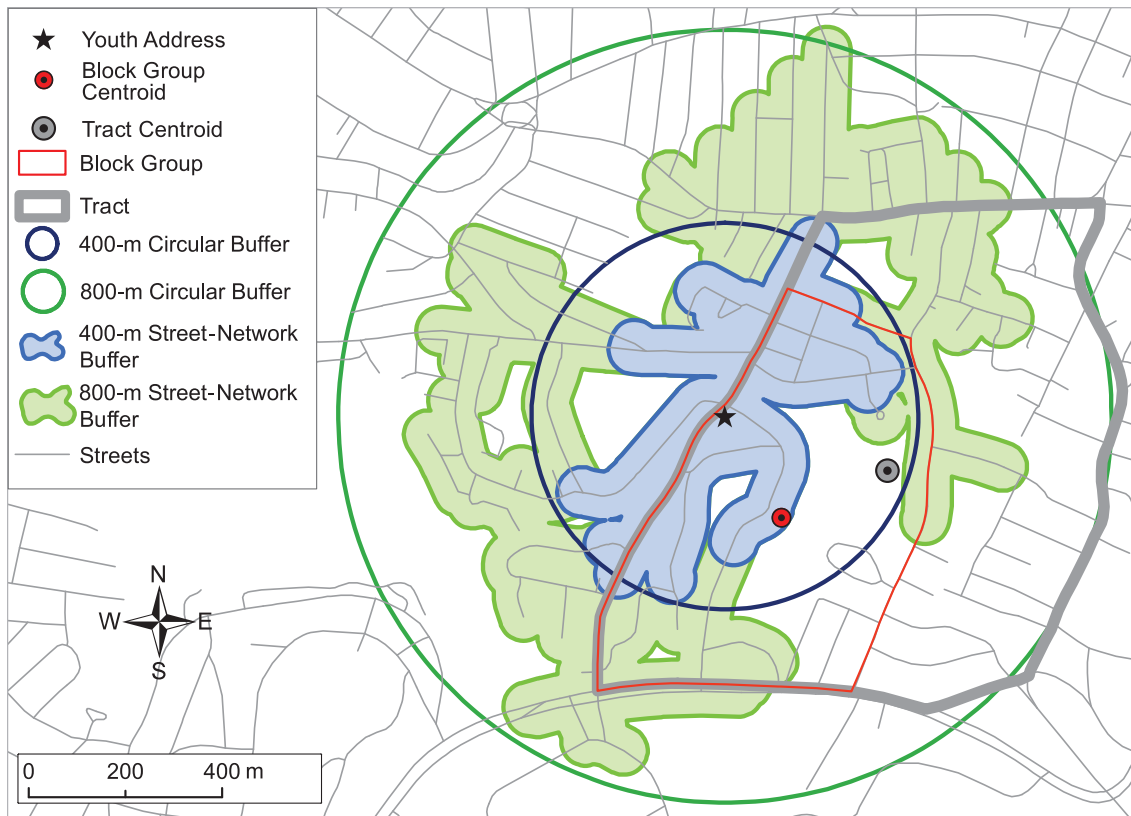 Youth Address
Block Group
Centroid
Tract Centroid
Block Group
Tract
400-m Circular Buffer
800-m Circular Buffer
400-m Street-Network
Buffer
800-m Street-Network
Buffer
Streets
N
W E
S
0 200 400 m